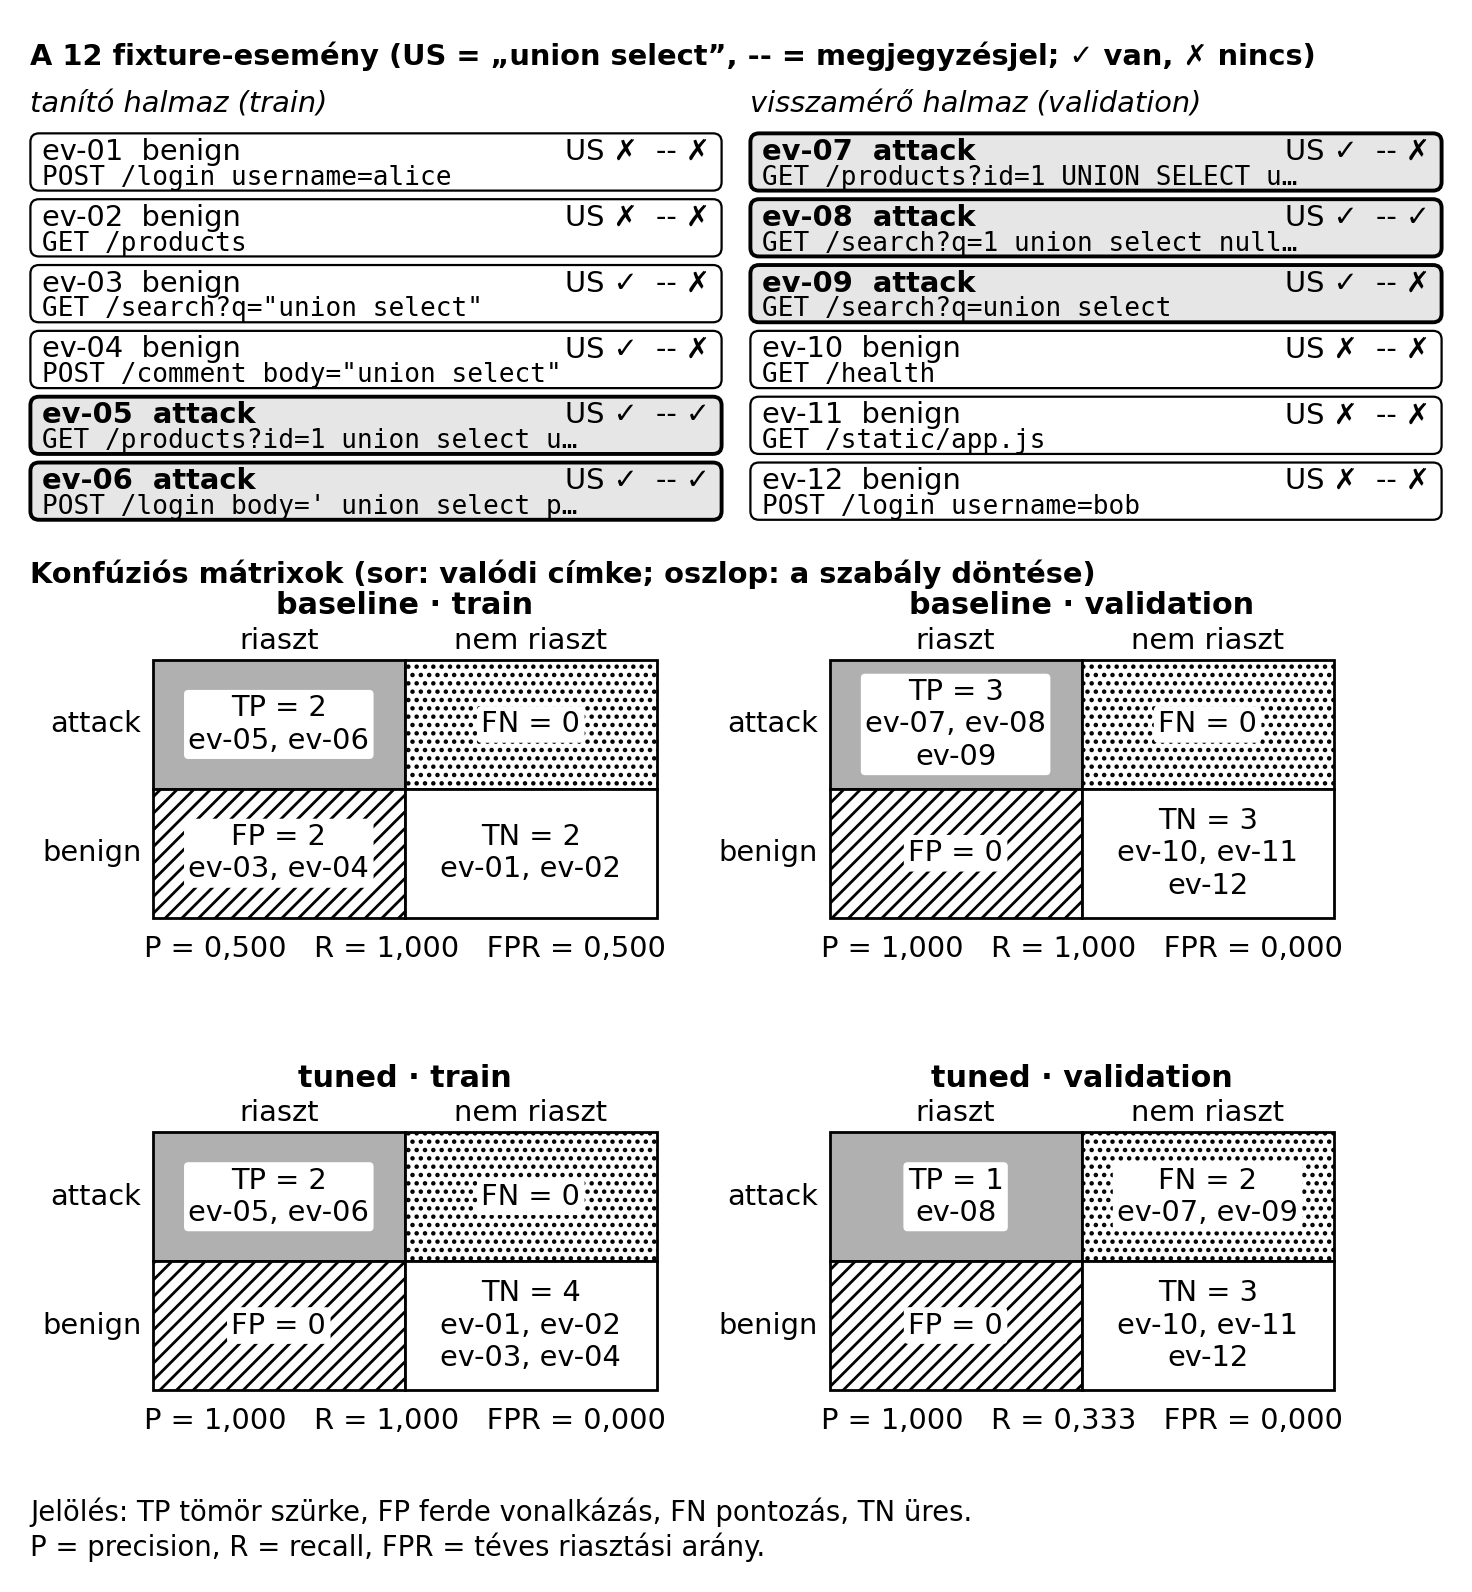 A 12 fixture-esemény (US = „union select”, -- = megjegyzésjel; ✓ van, ✗ nincs)
tanító halmaz (train)
ev-01 benign US ✗ -- ✗
POST /login username=alice
ev-02 benign US ✗ -- ✗
GET /products
ev-03 benign US ✓ -- ✗
GET /search?q="union select"
ev-04 benign US ✓ -- ✗
POST /comment body="union select"
ev-05 attack US ✓ -- ✓
GET /products?id=1 union select u…
ev-06 attack US ✓ -- ✓
POST /login body=' union select p…
visszamérő halmaz (validation)
ev-07 attack US ✓ -- ✗
GET /products?id=1 UNION SELECT u…
ev-08 attack US ✓ -- ✓
GET /search?q=1 union select null…
ev-09 attack US ✓ -- ✗
GET /search?q=union select
ev-10 benign US ✗ -- ✗
GET /health
ev-11 benign US ✗ -- ✗
GET /static/app.js
ev-12 benign US ✗ -- ✗
POST /login username=bob
Konfúziós mátrixok (sor: valódi címke; oszlop: a szabály döntése)
baseline · train
riaszt nem riaszt
attack
TP = 2
ev-05, ev-06
FN = 0
benign
FP = 2
ev-03, ev-04
TN = 2
ev-01, ev-02
P = 0,500 R = 1,000 FPR = 0,500
baseline · validation
riaszt nem riaszt
attack
TP = 3
ev-07, ev-08
ev-09
FN = 0
benign
FP = 0
TN = 3
ev-10, ev-11
ev-12
P = 1,000 R = 1,000 FPR = 0,000
tuned · train
riaszt nem riaszt
attack
TP = 2
ev-05, ev-06
FN = 0
benign
FP = 0
TN = 4
ev-01, ev-02
ev-03, ev-04
P = 1,000 R = 1,000 FPR = 0,000
tuned · validation
riaszt nem riaszt
attack
TP = 1
ev-08
FN = 2
ev-07, ev-09
benign
FP = 0
TN = 3
ev-10, ev-11
ev-12
P = 1,000 R = 0,333 FPR = 0,000
Jelölés: TP tömör szürke, FP ferde vonalkázás, FN pontozás, TN üres.
P = precision, R = recall, FPR = téves riasztási arány.